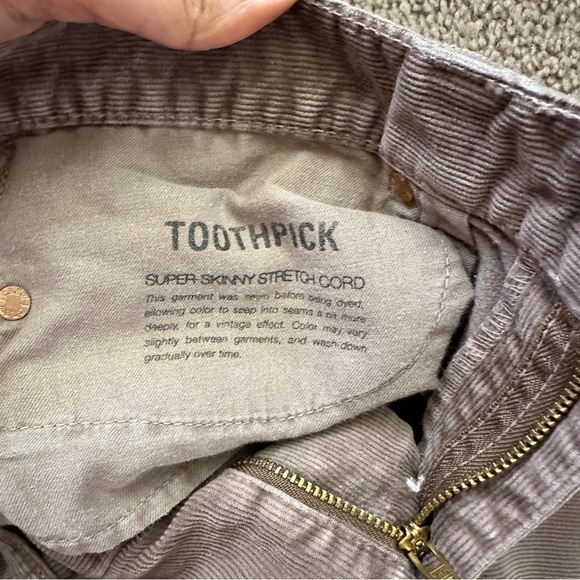 TOOTHPICK
SUPER-SKINNY STRETCH CORD
This garment was sewn before being dyed,
allowing color to seep into seams a bit more
deeply, for a vintage effect. Color may vary
slightly between garments, and wash-down
gradually over time.